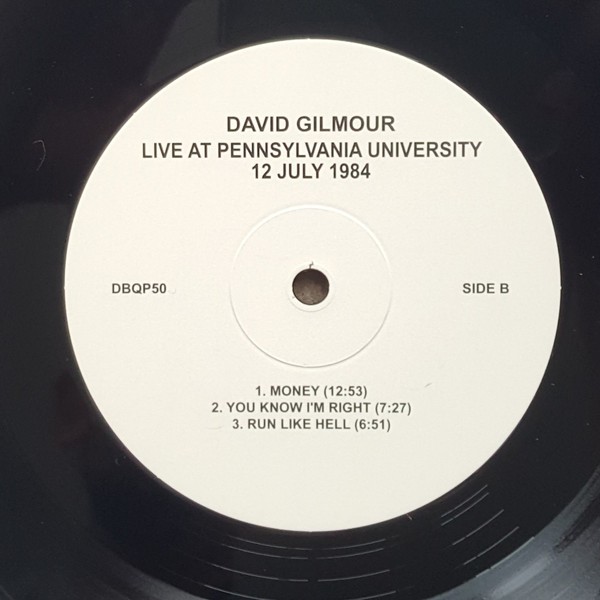 DAVID GILMOUR
LIVE AT PENNSYLVANIA UNIVERSITY
12 JULY 1984
DBQP50
SIDE B
1. MONEY (12:53)
2. YOU KNOW I'M RIGHT (7:27)
3. RUN LIKE HELL (6:51)